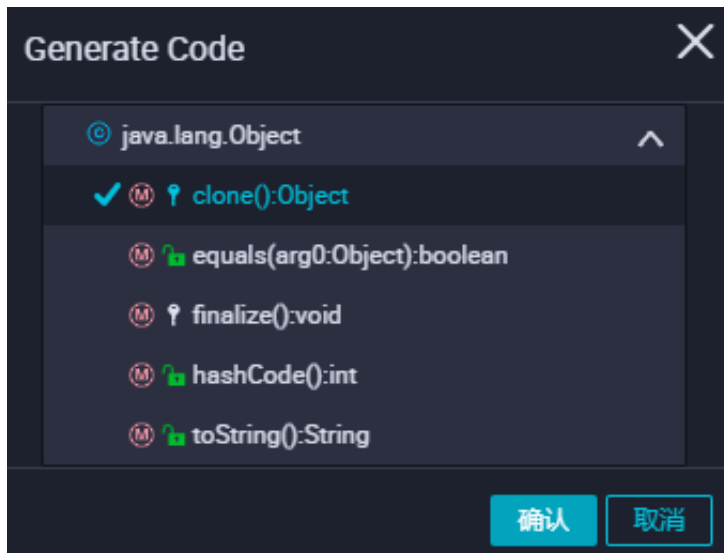 Generate Code
java.lang.Object
clone():Object
equals(arg0:Object):boolean
finalize():void
hashCode():int
toString():String
确认 取消